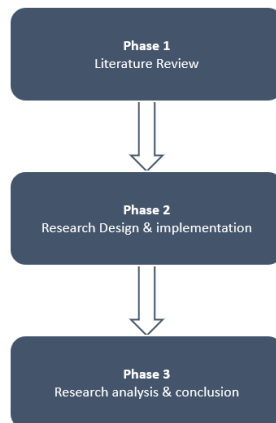 Phase 1
Literature Review
Phase 2
Research Design & implementation
Phase 3
Research analysis & conclusion